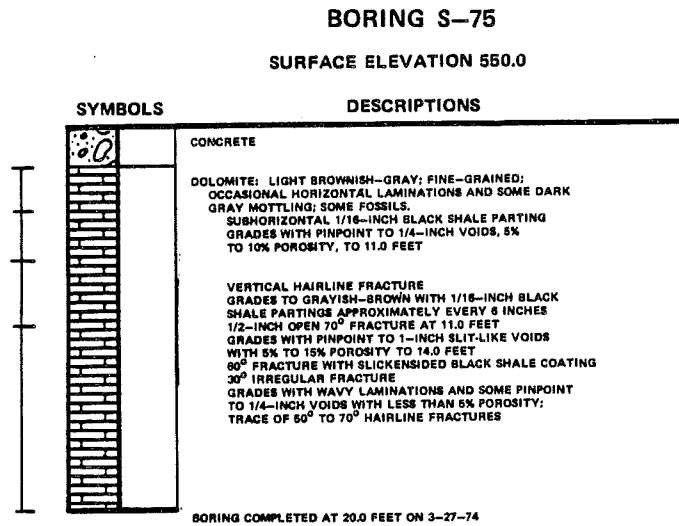 BORING S–75
SURFACE ELEVATION 550.0
SYMBOLS DESCRIPTIONS
CONCRETE
DOLOMITE: LIGHT BROWNISH–GRAY; FINE–GRAINED;
OCCASIONAL HORIZONTAL LAMINATIONS AND SOME DARK
GRAY MOTTLING; SOME FOSSILS.
SUBHORIZONTAL 1/16–INCH BLACK SHALE PARTING
GRADES WITH PINPOINT TO 1/4–INCH VOIDS, 5%
TO 10% POROSITY, TO 11.0 FEET
VERTICAL HAIRLINE FRACTURE
GRADES TO GRAYISH–BROWN WITH 1/16–INCH BLACK
SHALE PARTINGS APPROXIMATELY EVERY 6 INCHES
1/2–INCH OPEN 70° FRACTURE AT 11.0 FEET
GRADES WITH PINPOINT TO 1–INCH SLIT-LIKE VOIDS
WITH 5% TO 15% POROSITY TO 14.0 FEET
60° FRACTURE WITH SLICKENSIDED BLACK SHALE COATING
30° IRREGULAR FRACTURE
GRADES WITH WAVY LAMINATIONS AND SOME PINPOINT
TO 1/4–INCH VOIDS WITH LESS THAN 5% POROSITY;
TRACE OF 50° TO 70° HAIRLINE FRACTURES
BORING COMPLETED AT 20.0 FEET ON 3–27–74